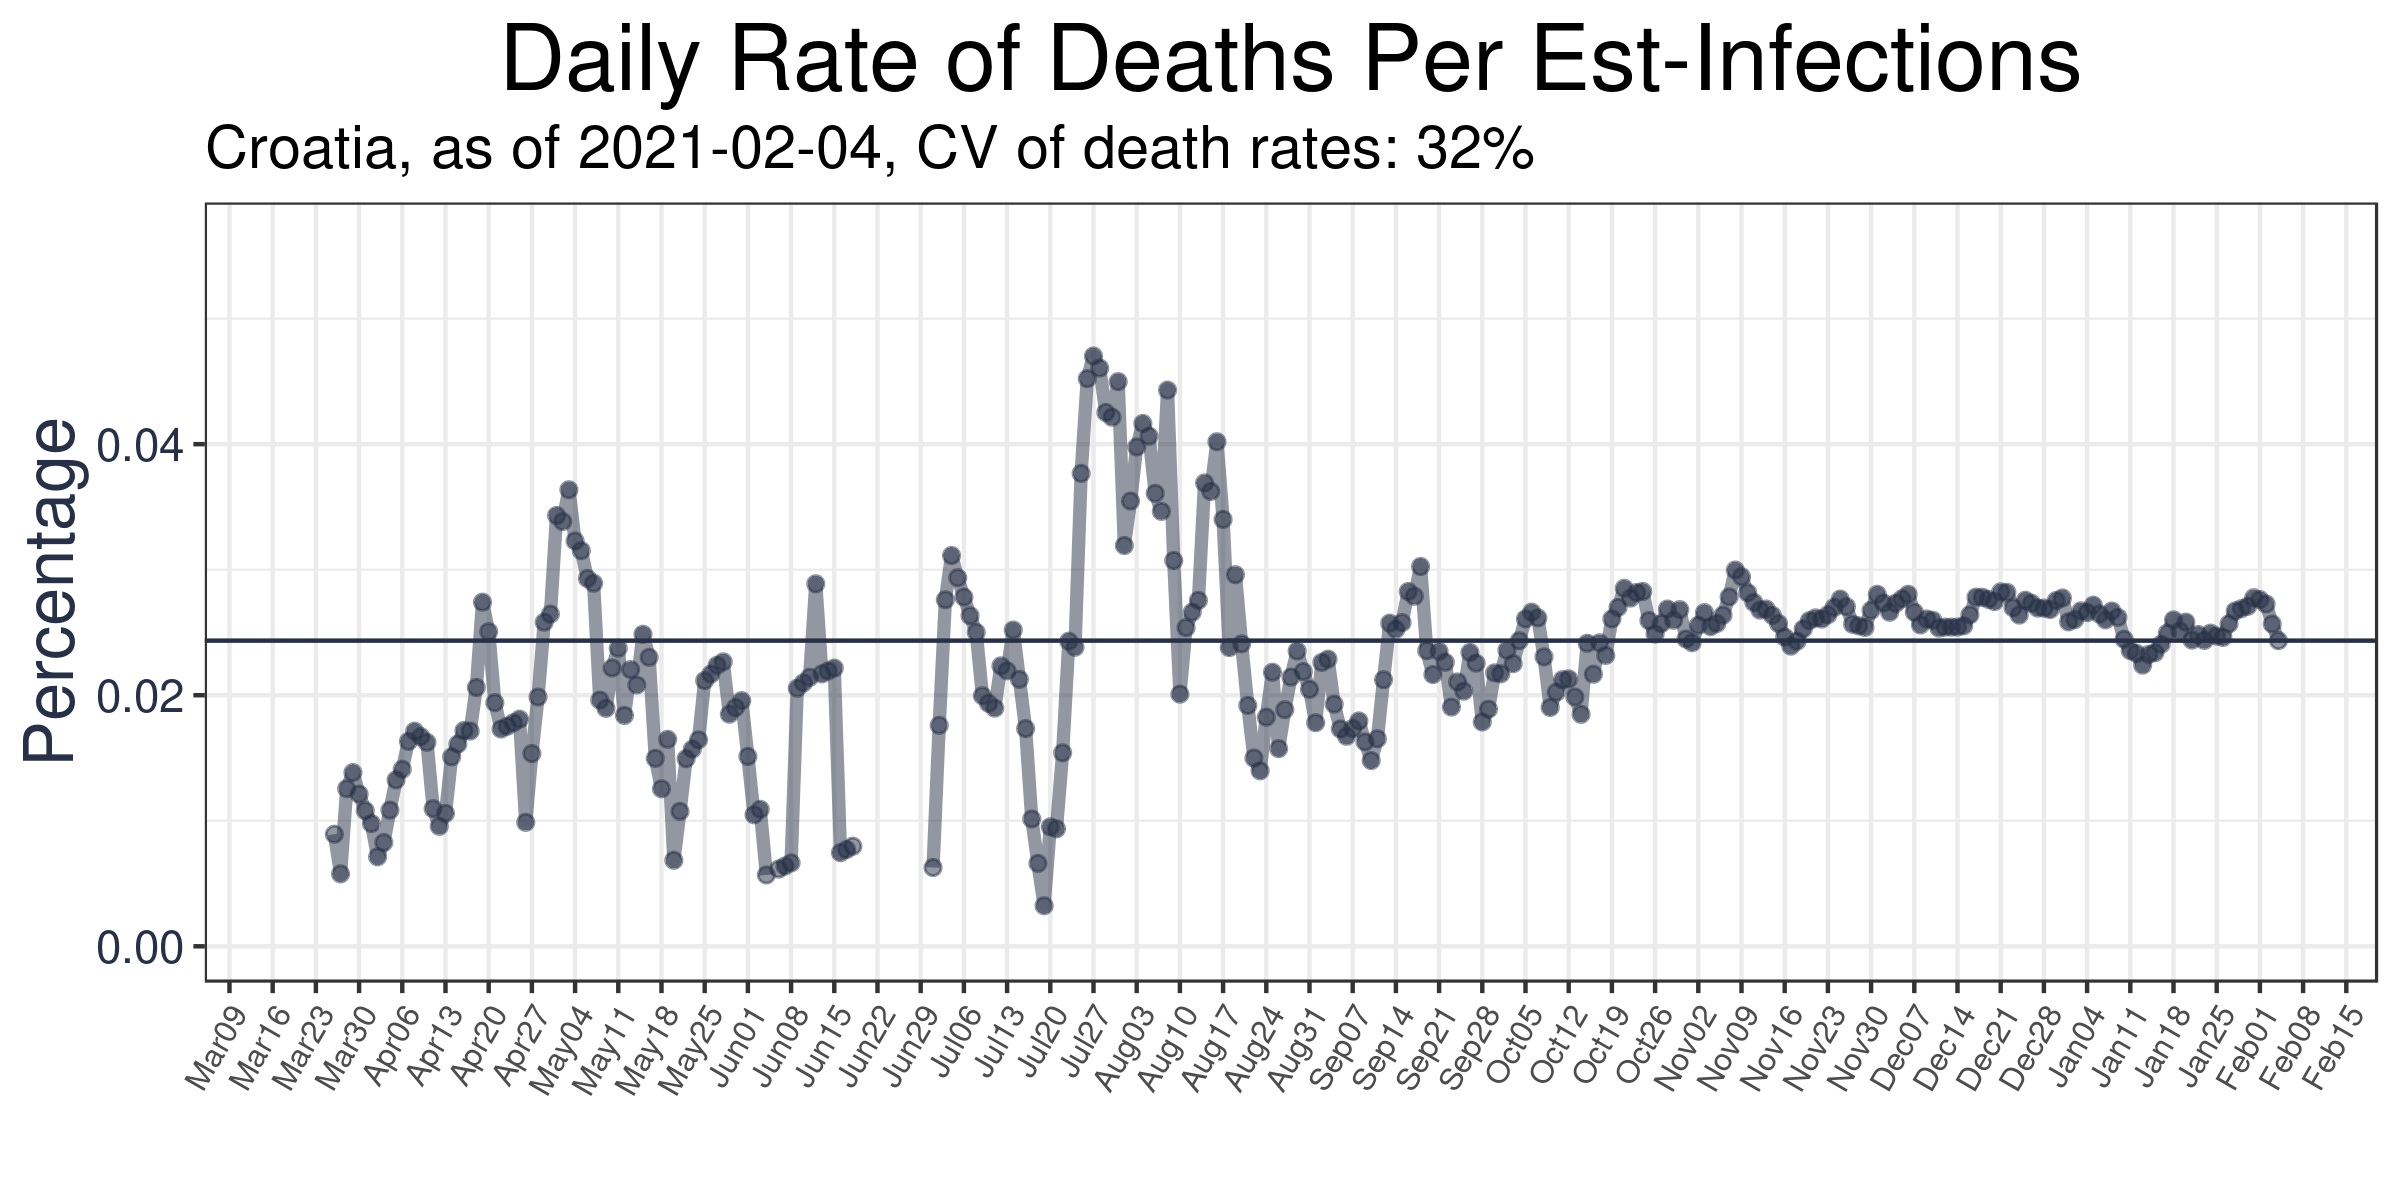 Daily Rate of Deaths Per Est-Infections
Croatia, as of 2021-02-04, CV of death rates: 32%
Percentage
0.04
0.02
0.00
Mar09
Mar16
Mar23
Mar30
Apr06
Apr13
Apr20
Apr27
May04
May11
May18
May25
Jun01
Jun08
Jun15
Jun22
Jun29
Jul06
Jul13
Jul20
Jul27
Aug03
Aug10
Aug17
Aug24
Aug31
Sep07
Sep14
Sep21
Sep28
Oct05
Oct12
Oct19
Oct26
Nov02
Nov09
Nov16
Nov23
Nov30
Dec07
Dec14
Dec21
Dec28
Jan04
Jan11
Jan18
Jan25
Feb01
Feb08
Feb15